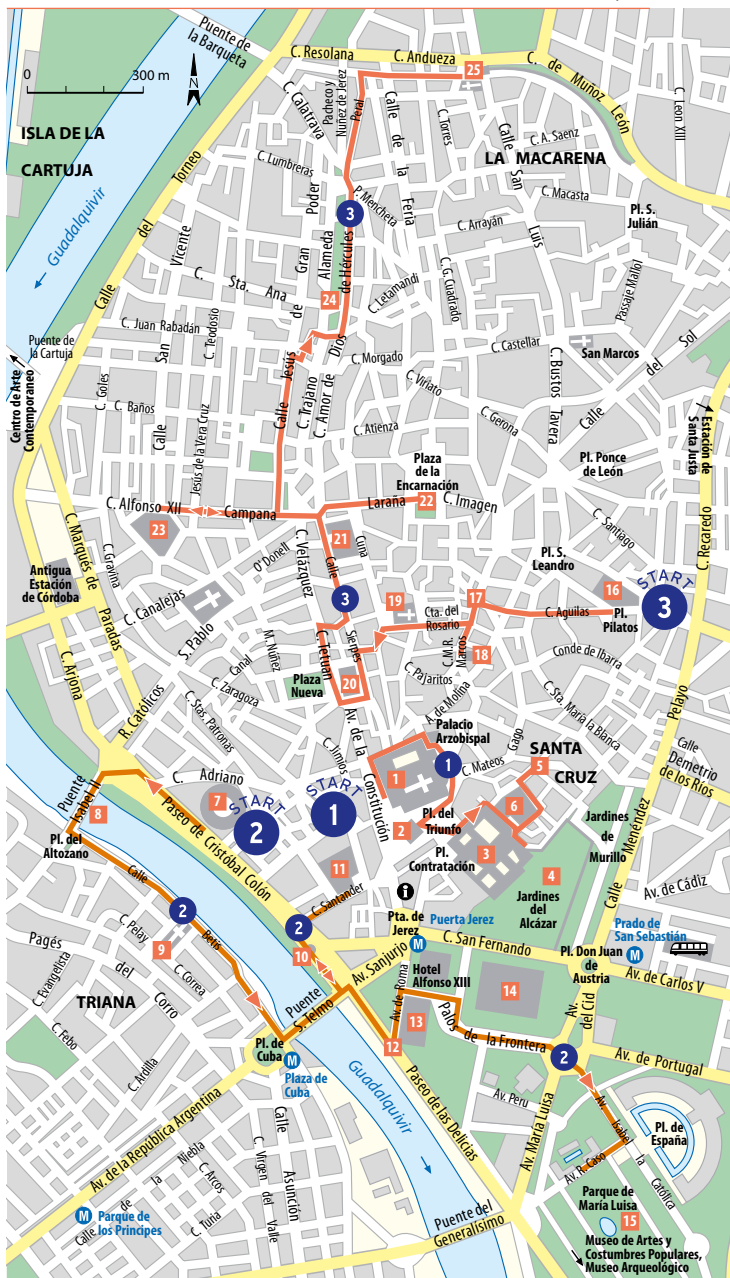 Puente de
la Barqueta
C. Resolana
C. Andueza
25
C. de Muñoz León
0
300 m
N
C. Calatrava
Pacheco y
Nuñez de Jerez
Peral
Calle de la Feria
C. Torres
Calle San Luis
C. A. Saenz
C. Leon XIII
ISLA DE LA
CARTUJA
LA MACARENA
C. Lumbreras
C. Macasta
Guadalquivir
Calle del Torneo
Poder
P. Mencheta
3
Pl. S.
Julián
C. Arrayán
Vicente
Gran
Alameda
de Hércules
C. Sta. Ana
de
24
C. Letamandi
C. G. Cuadrado
Passaje Mallol
Puente de
la Cartuja
C. Juan Rabadán
C. Teodosio
C. Castellar
San Marcos
Calle del Sol
Centro de Arte
Contemporaneo
San
Jesús
Dios
C. Morgado
C. Goles
C. Baños
C. Trajano
C. Amor de
C. Viriato
C. Bustos Tavera
C. Gerona
Estación de
Santa Justa
Calle
Jesús de la Vera Cruz
Calle
C. Atienza
Plaza
de la
Encarnación
Pl. Ponce
de León
C. Alfonso XII
Campana
Laraña
22
C. Imagen
23
C. Marqués de Paradas
C. Gravina
O'Donell
C. Velázquez
21
Cuna
C. Santiago
C. Recaredo
Antigua
Estación
de Córdoba
Calle
Pl. S.
Leandro
16
START
3
C. Canalejas
3
19
17
C. Aguilas
Pl.
Pilatos
S. Pablo
C. Tetuan
Sierpes
Cta. del
Rosario
C.M.R.
Marcos
18
Conde de Ibarra
C. Arjona
M. Nuñez
Canal
C. Zaragoza
Plaza
Nueva
20
C. Pajaritos
R. Católicos
C. Stas. Patronas
Av. de la Constitución
A. de Molina
C. Sta. Maria la Blanca
Pelayo
Palacio
Arzobispal
Gago
SANTA
CRUZ
Calle
Demetrio
de los Ríos
C. Jimios
1
1
C. Mateos
5
C. Adriano
START
1
Puente
Isabel II
7
START
2
6
8
Paseo de Cristóbal Colón
2
Pl. del
Triunfo
Jardines
de
Murillo
Calle Menéndez
Pl. del
Altozano
Pl.
Contratación
3
11
4
Calle
C. Santander
Jardines
del
Alcázar
Av. de Cádiz
2
Betis
2
Pta. de
Jerez
Puerta Jerez
M
Prado de
San Sebastián
M
C. Pelay
9
10
C. San Fernando
Pagés
del
Corro
C. Correa
Av. Sanjurjo
Pl. Don Juan
de
Austria
Av. de Carlos V
C. Evangelista
Puente
S. Telmo
Hotel
Alfonso XIII
14
Av. del Cid
TRIANA
Av. de Roma
13
Palos de la Frontera
C. Febo
C. Ardilla
Pl. de
Cuba
M
Plaza de
Cuba
12
2
Av. de Portugal
Guadalquivir
Paseo de las Delicias
Av. Peru
Av. Maria Luisa
Av. Isabel la Católica
Pl. de
España
Av. de la República Argentina
Calle Asunción
Av. R. Caso
Calle de la Niebla
C. Arcos
C. Virgen del Valle
Parque de
María Luisa
M
Parque de
los Principes
C. Turia
Puente del
Generalísimo
15
Museo de Artes y
Costumbres Populares,
Museo Arqueológico